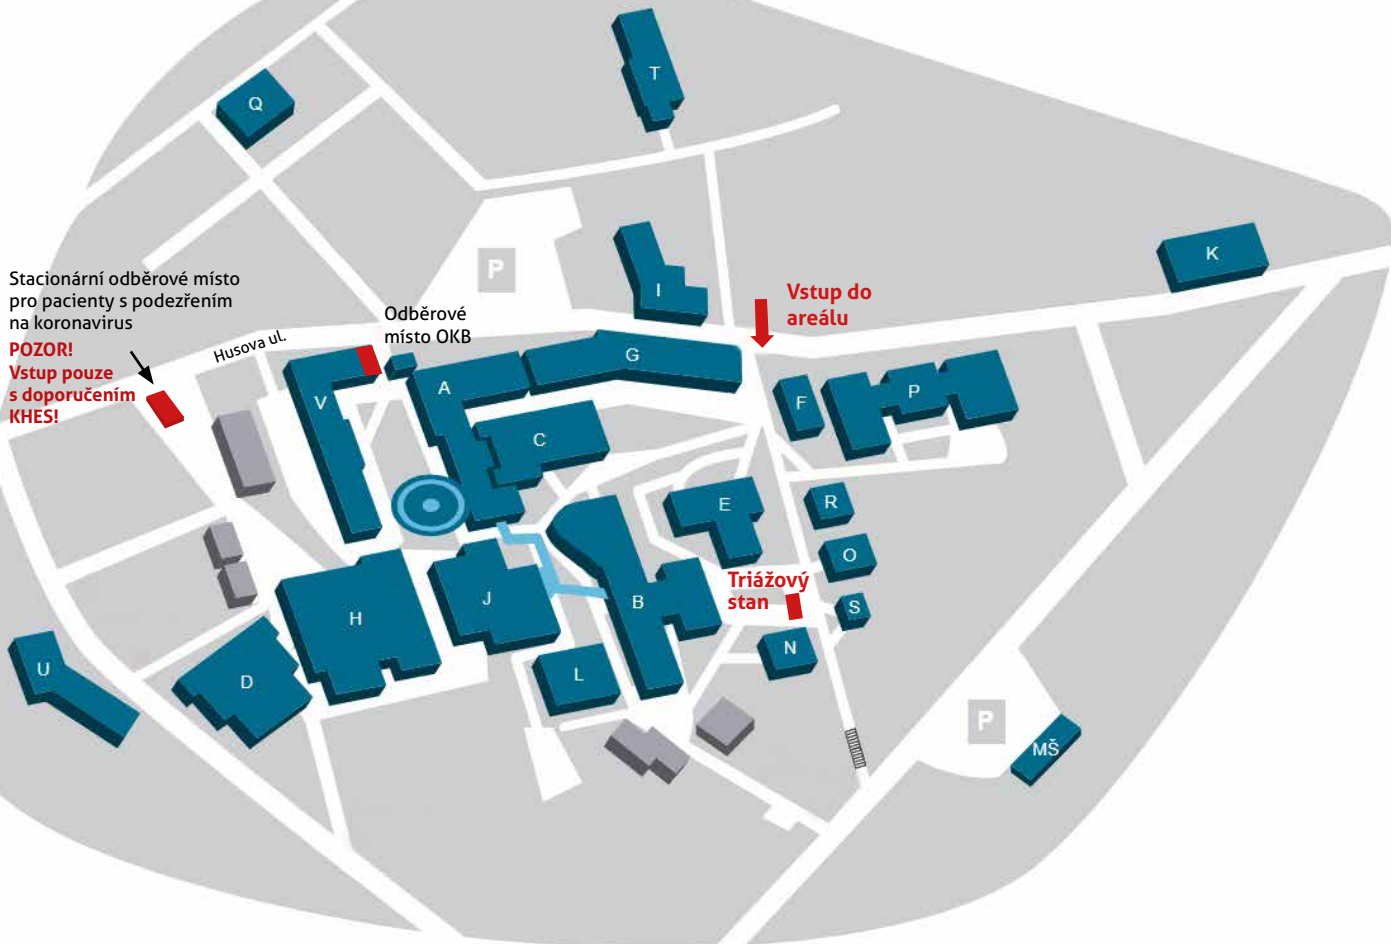 T
Q
K
P
I
Stacionární odběrové místo
pro pacienty s podezřením
na koronavirus
POZOR!
Vstup pouze
s doporučením
KHES!
Husova ul.
Odběrové
místo OKB
Vstup do
areálu
G
V
A
F
P
C
E
R
O
Triážový
stan
S
H
J
B
N
U
D
L
P
MŠ